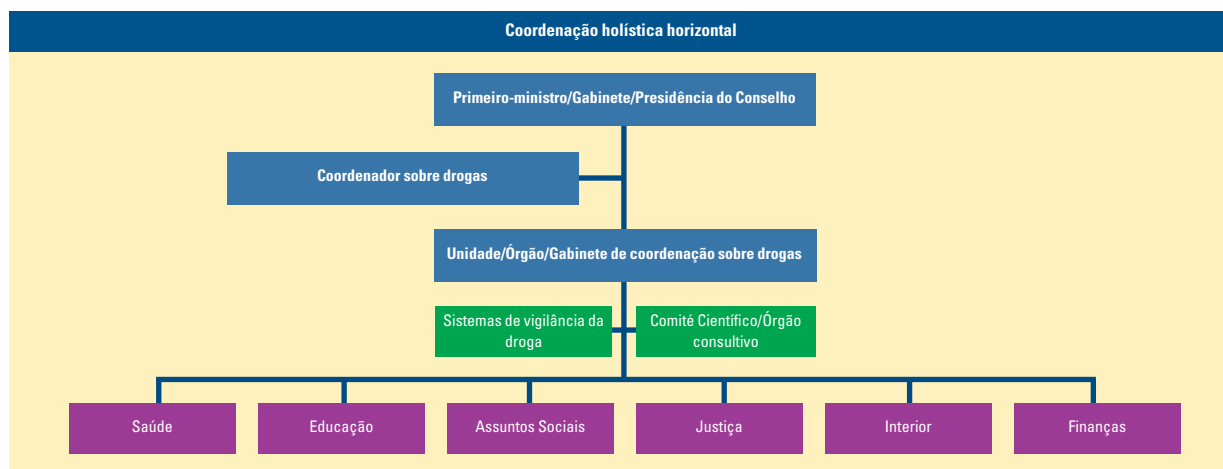 Coordenação holística horizontal
Primeiro-ministro/Gabinete/Presidência do Conselho
Coordenador sobre drogas
Unidade/Órgão/Gabinete de coordenação sobre drogas
Sistemas de vigilância da
droga
Comité Científico/Órgão
consultivo
Saúde
Educação
Assuntos Sociais
Justiça
Interior
Finanças